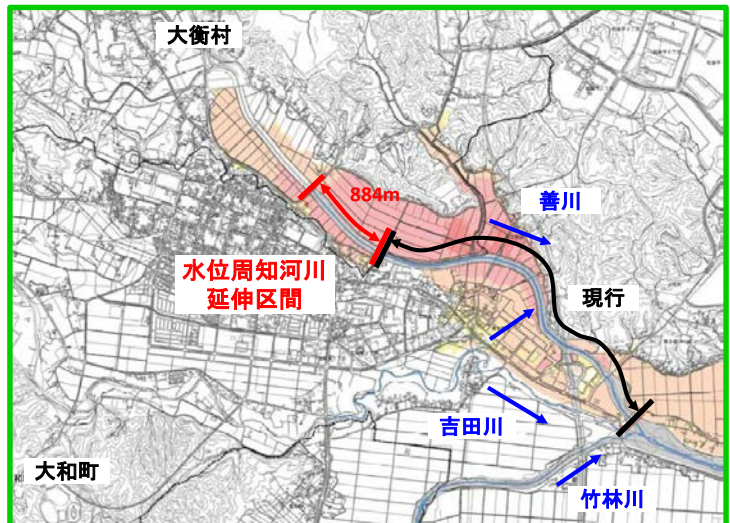 大衡村
884m
善川
水位周知河川
延伸区間
現行
吉田川
大和町
竹林川